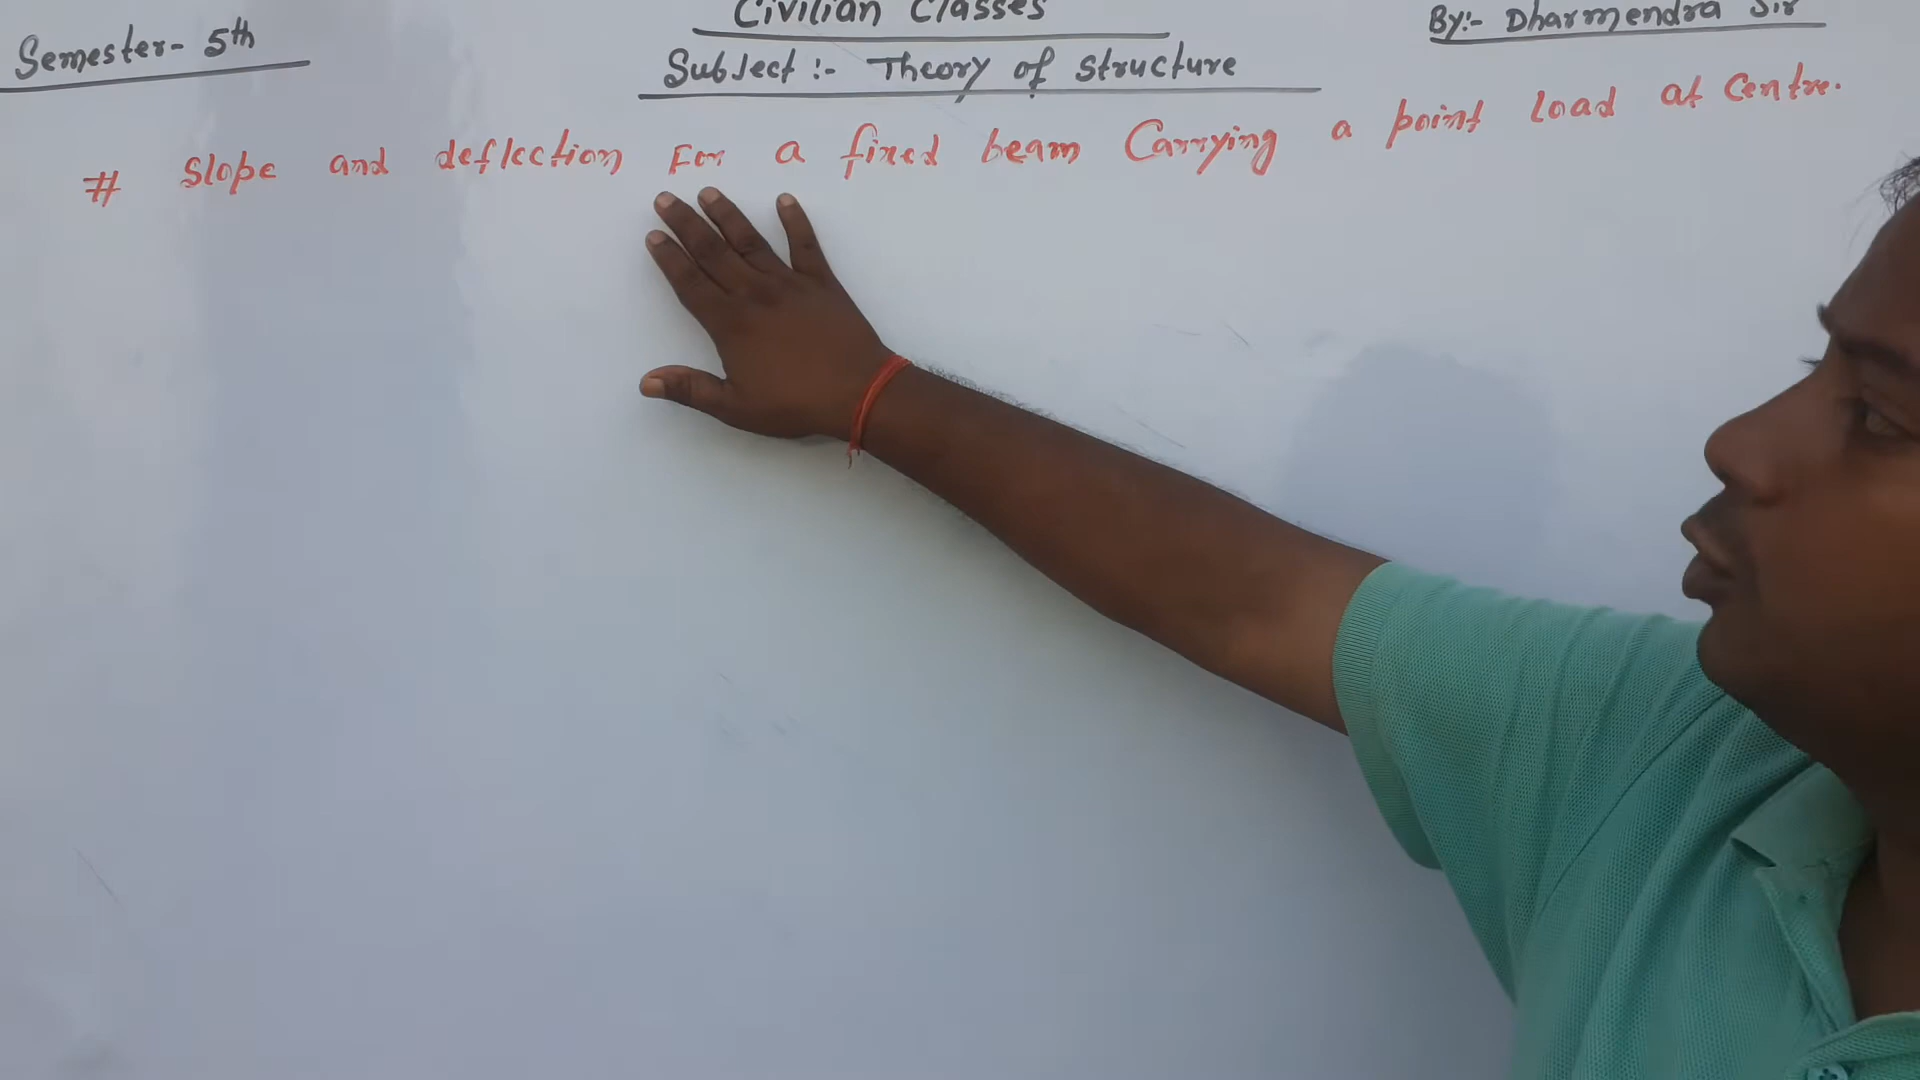 Civilian Classes
By:- Dharmendra Sir
Semester- 5th
Subject :- Theory of structure
# Slope and deflection For a fixed beam Carrying a point load at Centre.